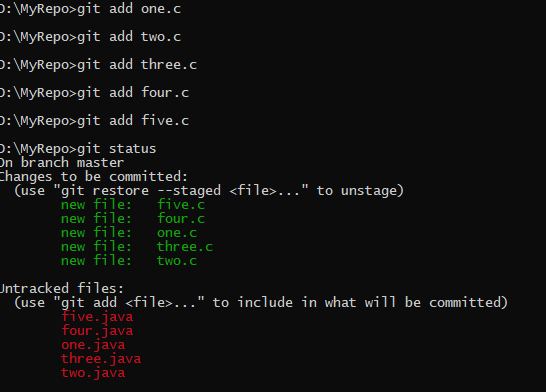 D:\MyRepo>git add one.c
D:\MyRepo>git add two.c
D:\MyRepo>git add three.c
D:\MyRepo>git add four.c
D:\MyRepo>git add five.c
D:\MyRepo>git status
On branch master
Changes to be committed:
  (use "git restore --staged <file>..." to unstage)
        new file:   five.c
        new file:   four.c
        new file:   one.c
        new file:   three.c
        new file:   two.c
Untracked files:
  (use "git add <file>..." to include in what will be committed)
        five.java
        four.java
        one.java
        three.java
        two.java